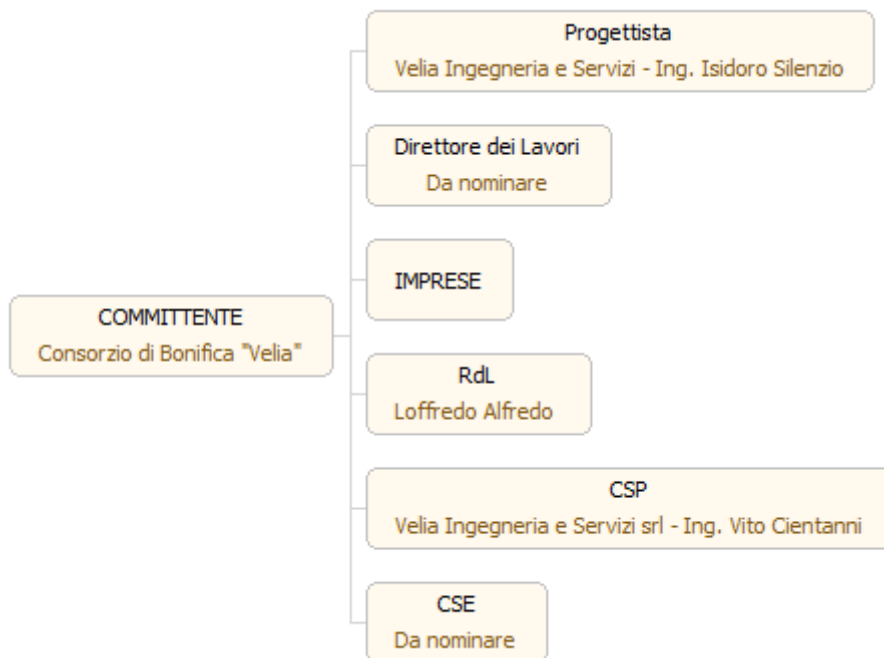 Progettista
Velia Ingegneria e Servizi - Ing. Isidoro Silenzio
Direttore dei Lavori
Da nominare
IMPRESE
COMMITTENTE
Consorzio di Bonifica "Velia"
RdL
Loffredo Alfredo
CSP
Velia Ingegneria e Servizi srl - Ing. Vito Cientanni
CSE
Da nominare